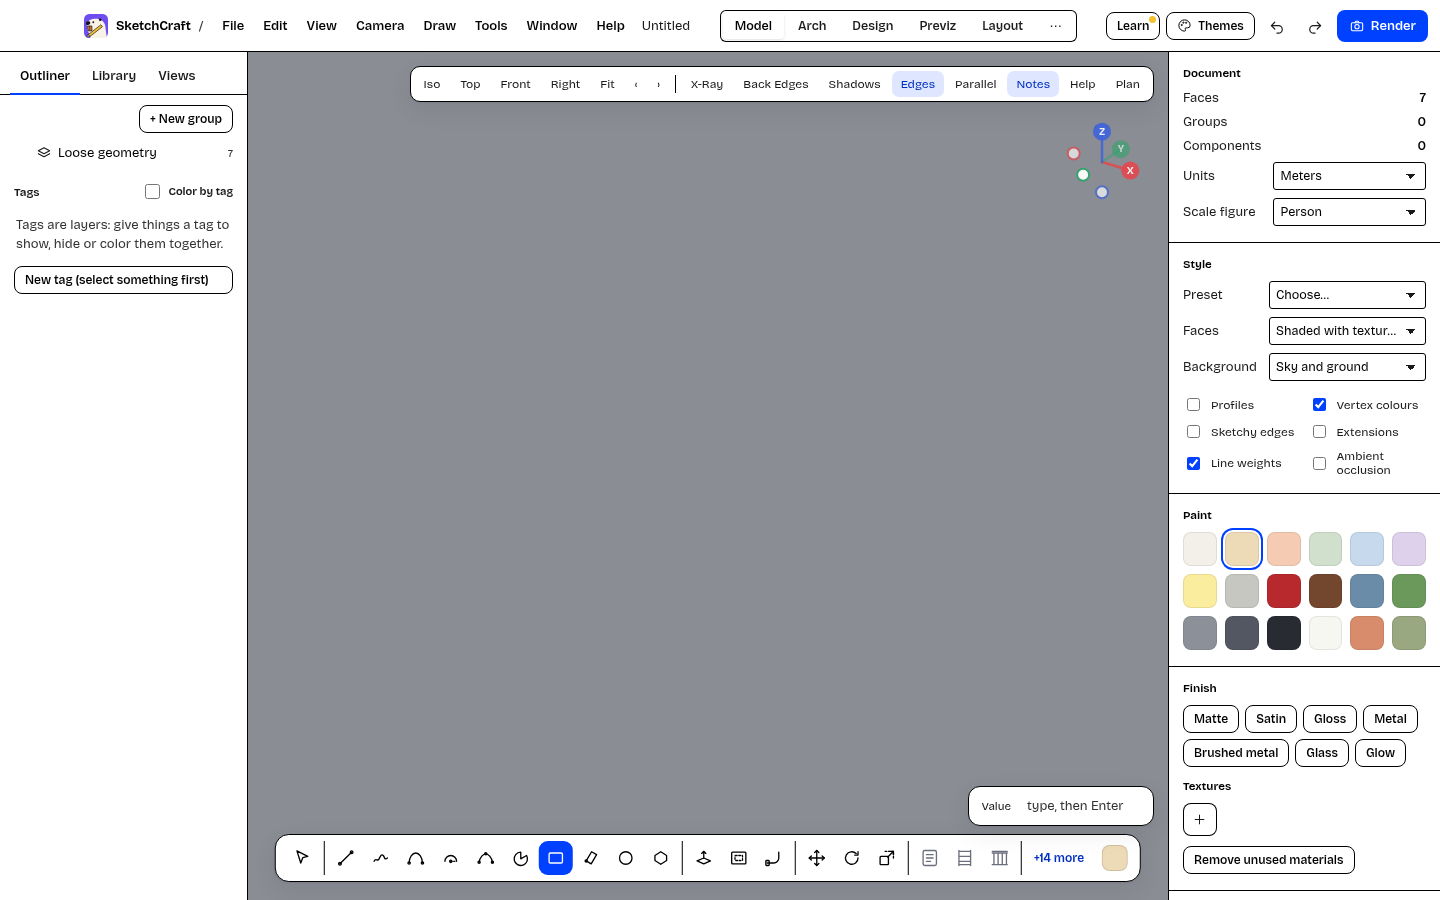 SketchCraft / File Edit View Camera Draw Tools Window Help Untitled Model Arch Design Previz Layout ··· Learn Themes Render
Outliner Library Views
+ New group
Loose geometry 7
Tags Color by tag
Tags are layers: give things a tag to
show, hide or color them together.
New tag (select something first)
Iso Top Front Right Fit ‹ › X-Ray Back Edges Shadows Edges Parallel Notes Help Plan
Z
Y
X
Value type, then Enter
+14 more
Document
Faces 7
Groups 0
Components 0
Units Meters
Scale figure Person
Style
Preset Choose...
Faces Shaded with textur...
Background Sky and ground
Profiles Vertex colours
Sketchy edges Extensions
Line weights Ambient
occlusion
Paint
Finish
Matte Satin Gloss Metal
Brushed metal Glass Glow
Textures
+
Remove unused materials